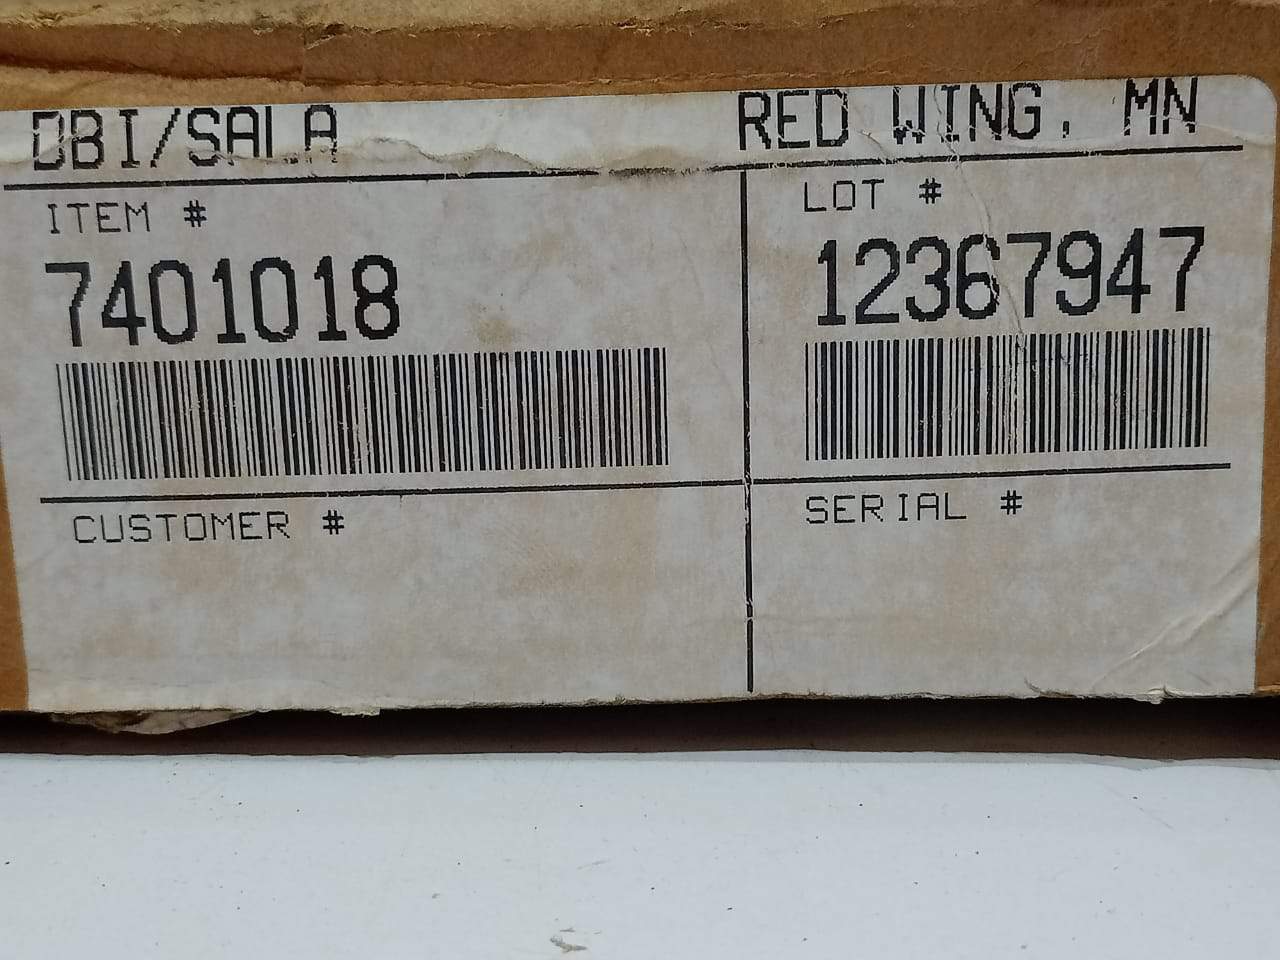 DBI/SALA RED WING, MN
ITEM # LOT #
7401018 12367947
CUSTOMER # SERIAL #